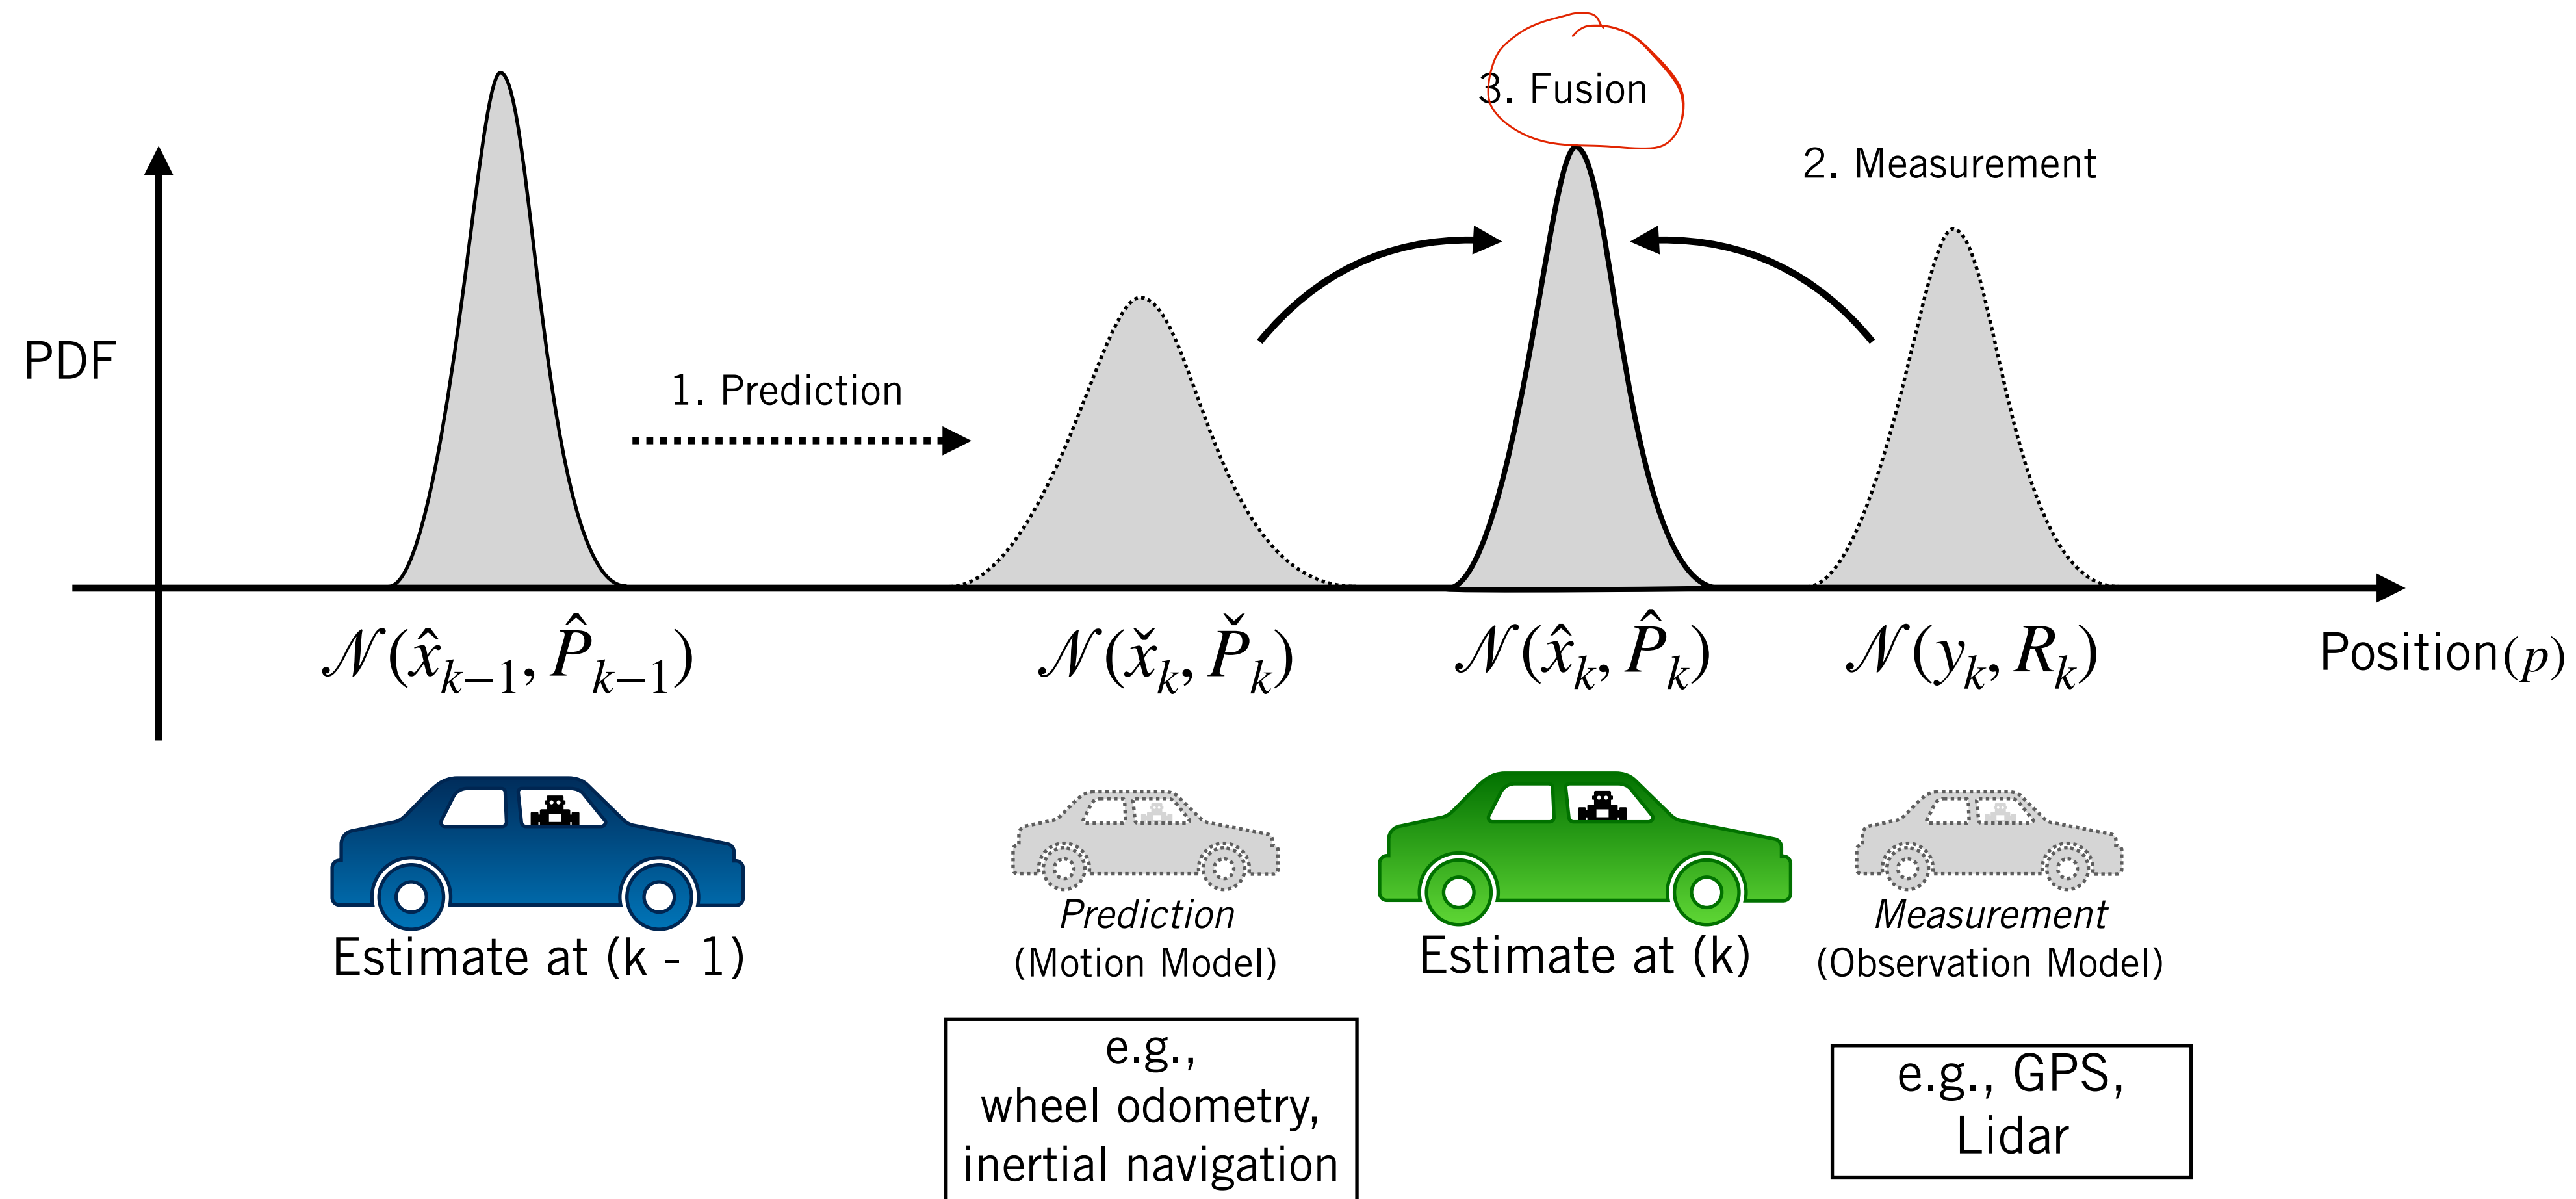 3. Fusion
2. Measurement
PDF
1. Prediction
𝒩(x̂ₖ₋₁, P̂ₖ₋₁)
𝒩(x̌ₖ, P̌ₖ)
𝒩(x̂ₖ, P̂ₖ)
𝒩(yₖ, Rₖ)
Position(p)
Estimate at (k - 1)
Prediction
(Motion Model)
Estimate at (k)
Measurement
(Observation Model)
e.g.,
wheel odometry,
inertial navigation
e.g., GPS,
Lidar